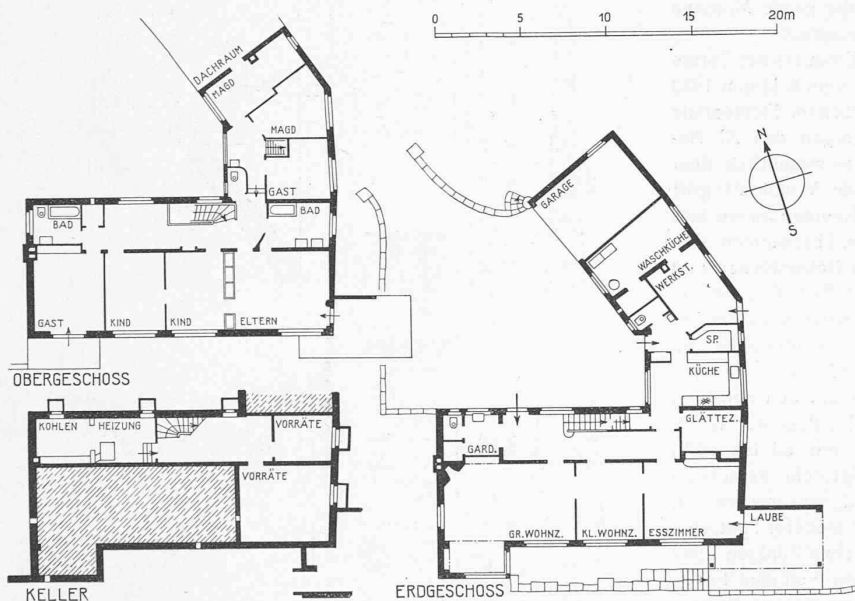 0 5 10 15 20m
DACHRAUM
MAGD
MAGD
GAST
BAD
BAD
GAST
KIND
KIND
ELTERN
OBERGESCHOSS
KOHLEN
HEIZUNG
VORRÄTE
VORRÄTE
KELLER
N
S
GARAGE
WASCHKÜCHE
WERKST.
SP.
KÜCHE
GLÄTTEZ.
GARD.
GR.WOHNZ.
KL.WOHNZ.
ESSZIMMER
LAUBE
ERDGESCHOSS